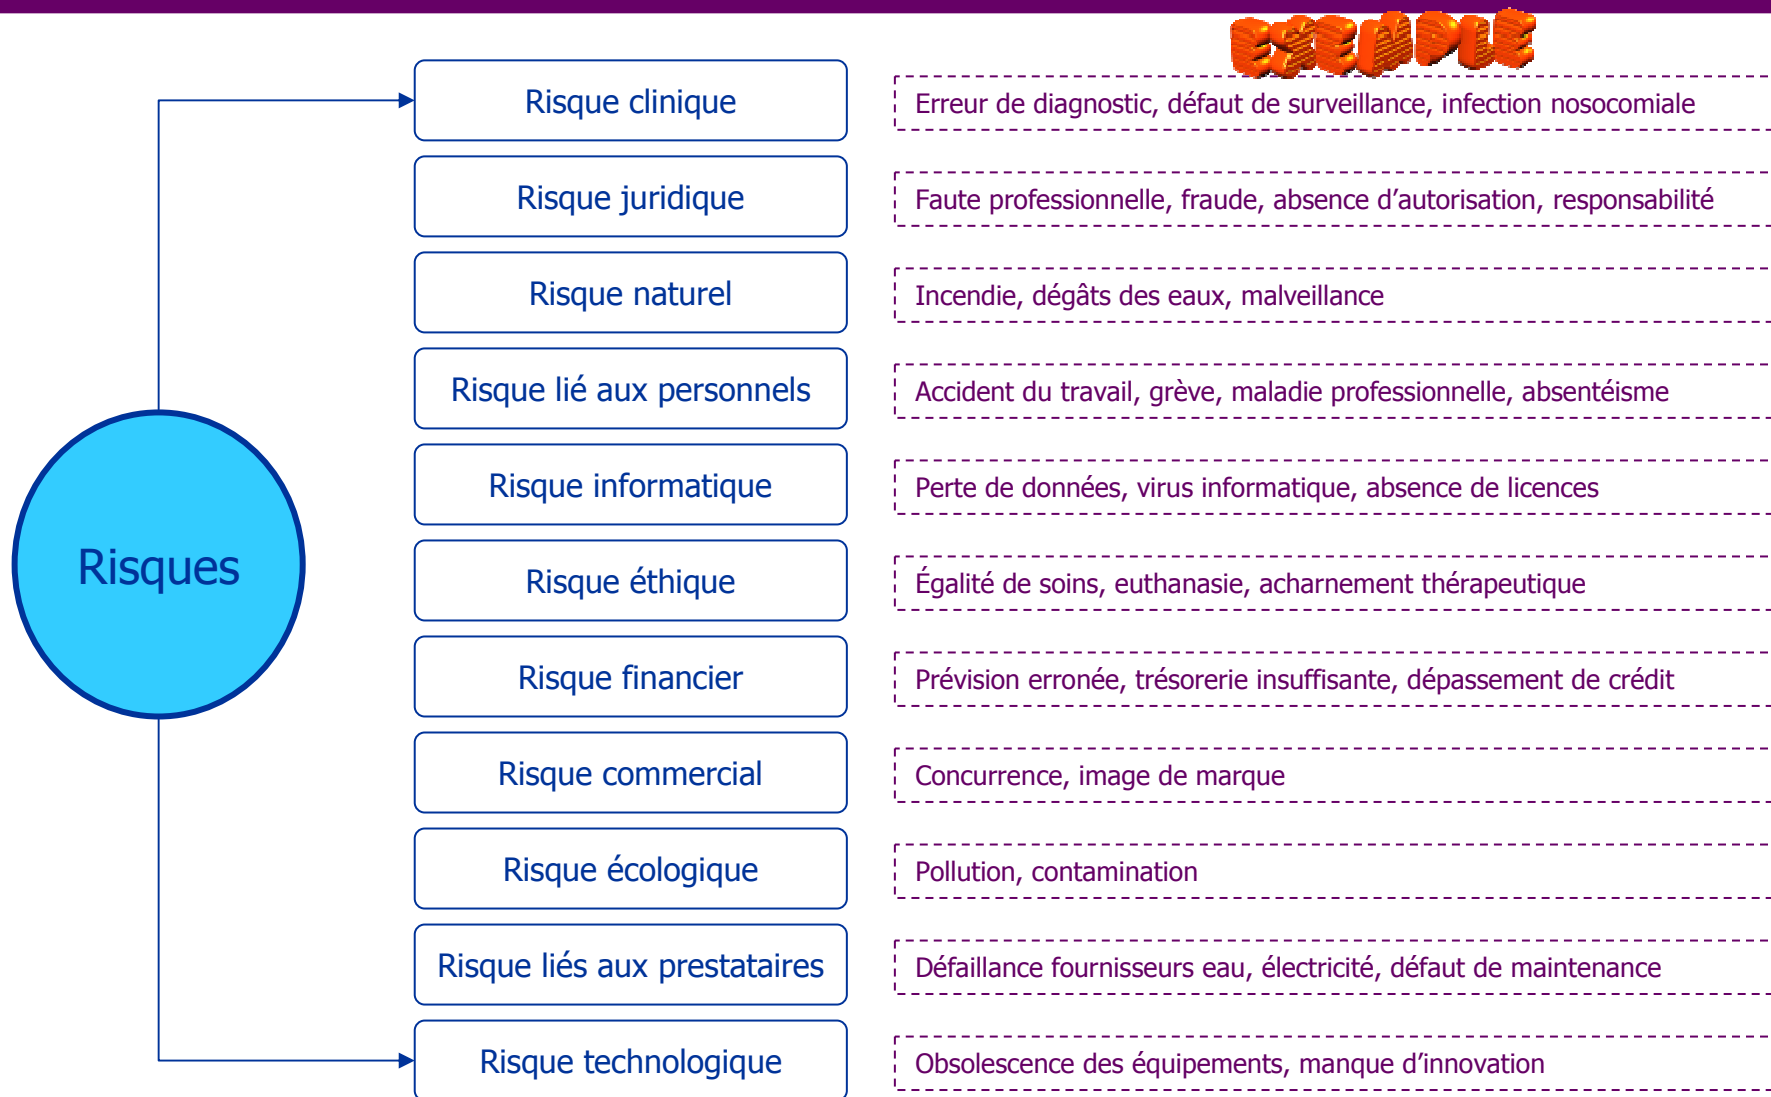 EXEMPLE
Risque clinique
Erreur de diagnostic, défaut de surveillance, infection nosocomiale
Risque juridique
Faute professionnelle, fraude, absence d’autorisation, responsabilité
Risque naturel
Incendie, dégâts des eaux, malveillance
Risque lié aux personnels
Accident du travail, grève, maladie professionnelle, absentéisme
Risque informatique
Perte de données, virus informatique, absence de licences
Risques
Risque éthique
Égalité de soins, euthanasie, acharnement thérapeutique
Risque financier
Prévision erronée, trésorerie insuffisante, dépassement de crédit
Risque commercial
Concurrence, image de marque
Risque écologique
Pollution, contamination
Risque liés aux prestataires
Défaillance fournisseurs eau, électricité, défaut de maintenance
Risque technologique
Obsolescence des équipements, manque d’innovation